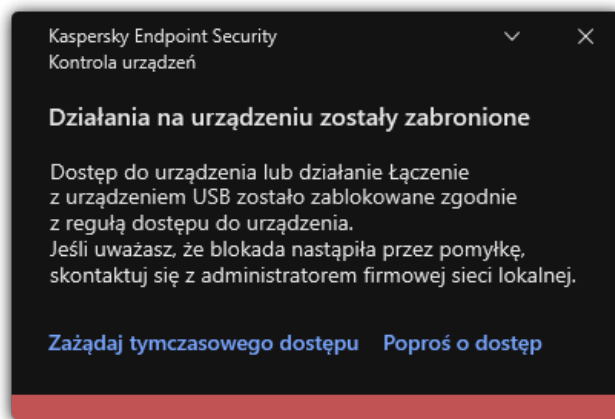 Kaspersky Endpoint Security
Kontrola urządzeń
Działania na urządzeniu zostały zabronione
Dostęp do urządzenia lub działanie Łączenie
z urządzeniem USB zostało zablokowane zgodnie
z regułą dostępu do urządzenia.
Jeśli uważasz, że blokada nastąpiła przez pomyłkę,
skontaktuj się z administratorem firmowej sieci lokalnej.
Zażądaj tymczasowego dostępu Poproś o dostęp